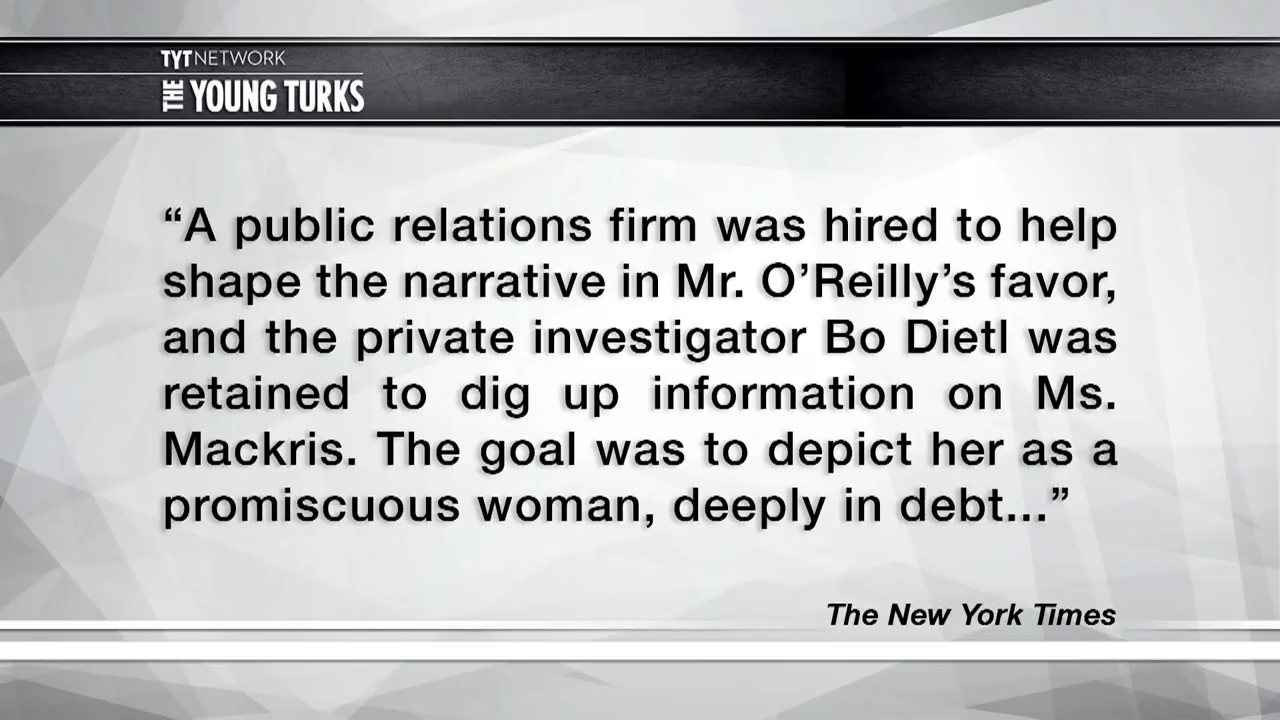 TYT NETWORK
THE YOUNG TURKS
“A public relations firm was hired to help
shape the narrative in Mr. O’Reilly’s favor,
and the private investigator Bo Dietl was
retained to dig up information on Ms.
Mackris. The goal was to depict her as a
promiscuous woman, deeply in debt...”
The New York Times